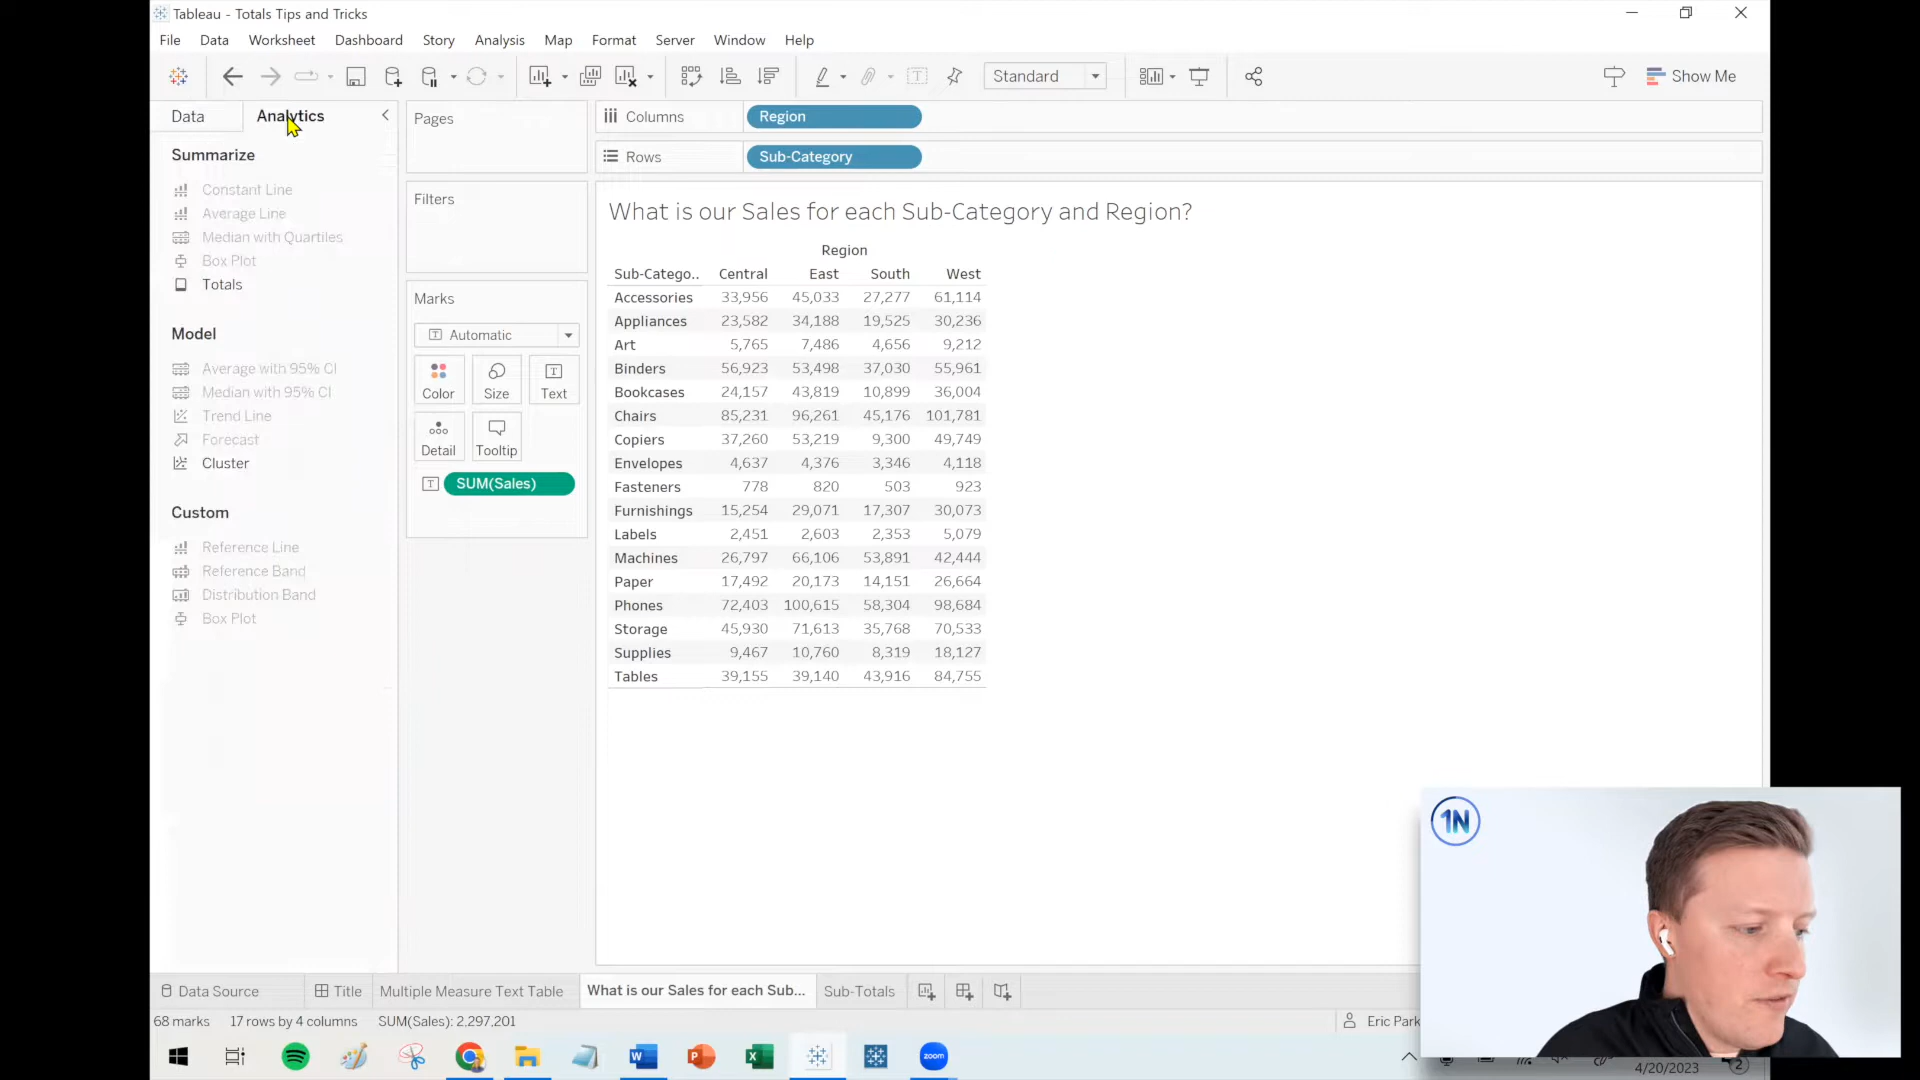 Tableau - Totals Tips and Tricks
File Data Worksheet Dashboard Story Analysis Map Format Server Window Help
Standard
Show Me
Data Analytics
Summarize
Constant Line
Average Line
Median with Quartiles
Box Plot
Totals
Model
Average with 95% CI
Median with 95% CI
Trend Line
Forecast
Cluster
Custom
Reference Line
Reference Band
Distribution Band
Box Plot
Pages
Filters
Marks
Automatic
Color Size Text
Detail Tooltip
SUM(Sales)
Columns Region
Rows Sub-Category
What is our Sales for each Sub-Category and Region?
Region
Sub-Catego.. Central East South West
Accessories 33,956 45,033 27,277 61,114
Appliances 23,582 34,188 19,525 30,236
Art 5,765 7,486 4,656 9,212
Binders 56,923 53,498 37,030 55,961
Bookcases 24,157 43,819 10,899 36,004
Chairs 85,231 96,261 45,176 101,781
Copiers 37,260 53,219 9,300 49,749
Envelopes 4,637 4,376 3,346 4,118
Fasteners 778 820 503 923
Furnishings 15,254 29,071 17,307 30,073
Labels 2,451 2,603 2,353 5,079
Machines 26,797 66,106 53,891 42,444
Paper 17,492 20,173 14,151 26,664
Phones 72,403 100,615 58,304 98,684
Storage 45,930 71,613 35,768 70,533
Supplies 9,467 10,760 8,319 18,127
Tables 39,155 39,140 43,916 84,755
1N
Data Source Title Multiple Measure Text Table What is our Sales for each Sub... Sub-Totals
68 marks 17 rows by 4 columns SUM(Sales): 2,297,201
Eric Park
W P X zoom
4/20/2023
2